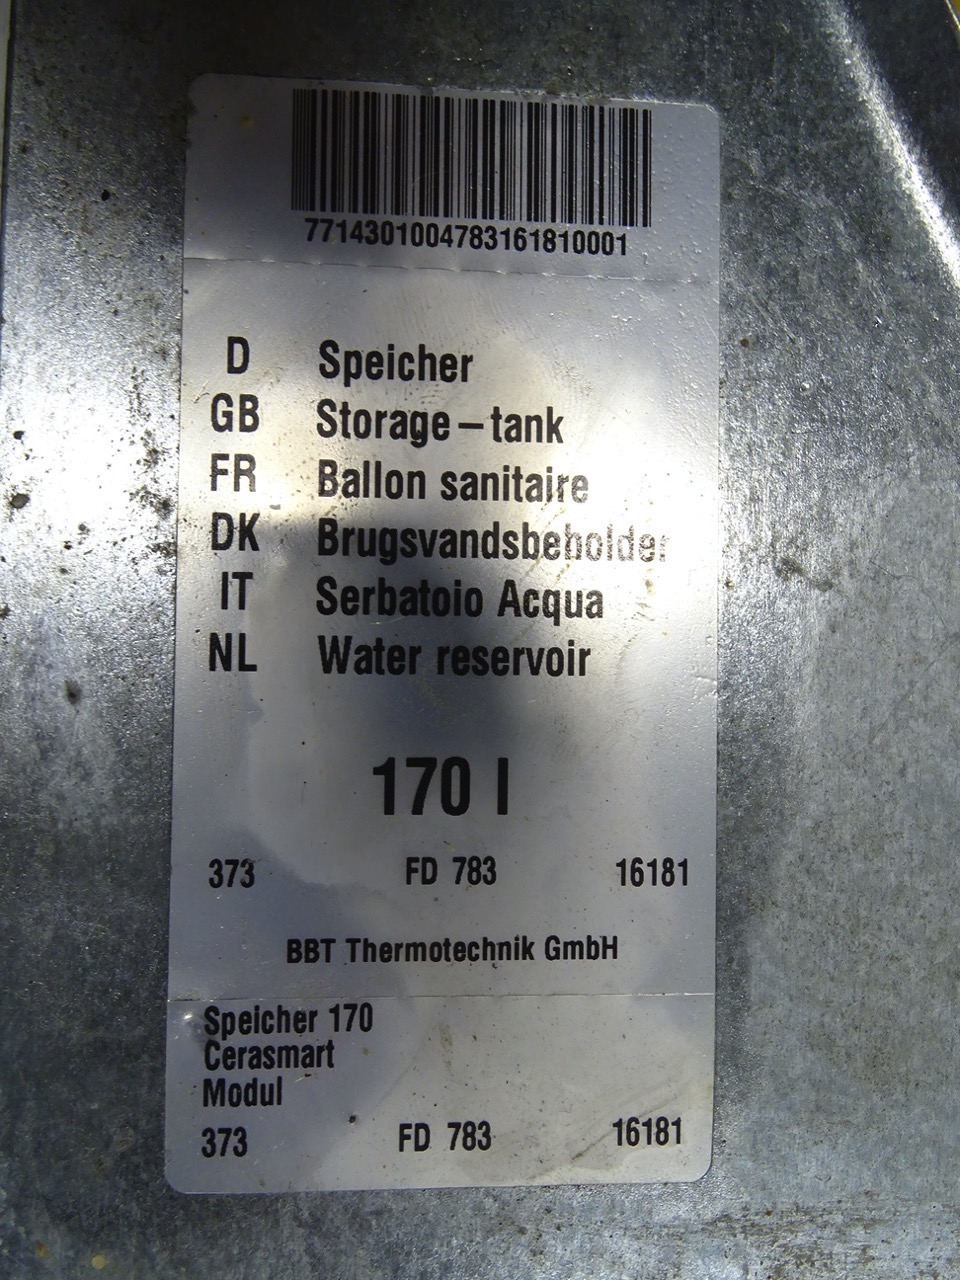 7714301004783161810001
D Speicher
GB Storage-tank
FR Ballon sanitaire
DK Brugsvandsbeholder
IT Serbatoio Acqua
NL Water reservoir
170 l
373 FD 783 16181
BBT Thermotechnik GmbH
Speicher 170
Cerasmart
Modul
373 FD 783 16181